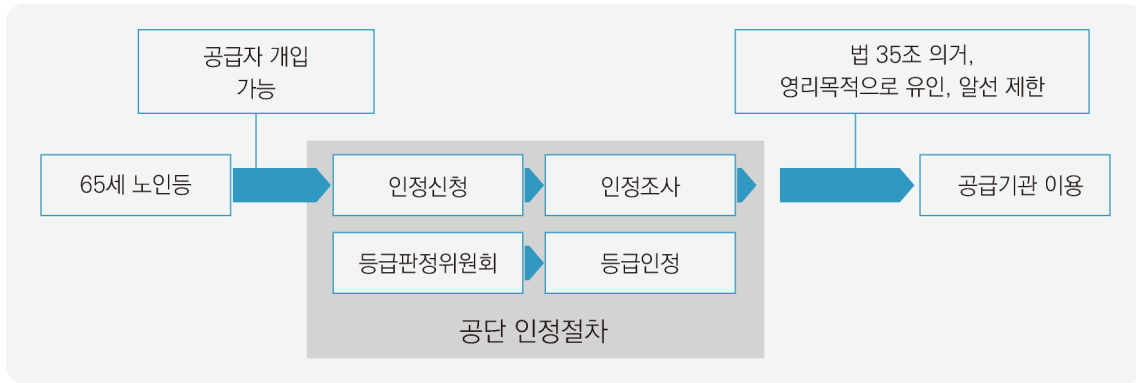 공급자 개입
가능
법 35조 의거,
영리목적으로 유인, 알선 제한
65세 노인등
인정신청
인정조사
공급기관 이용
등급판정위원회
등급인정
공단 인정절차